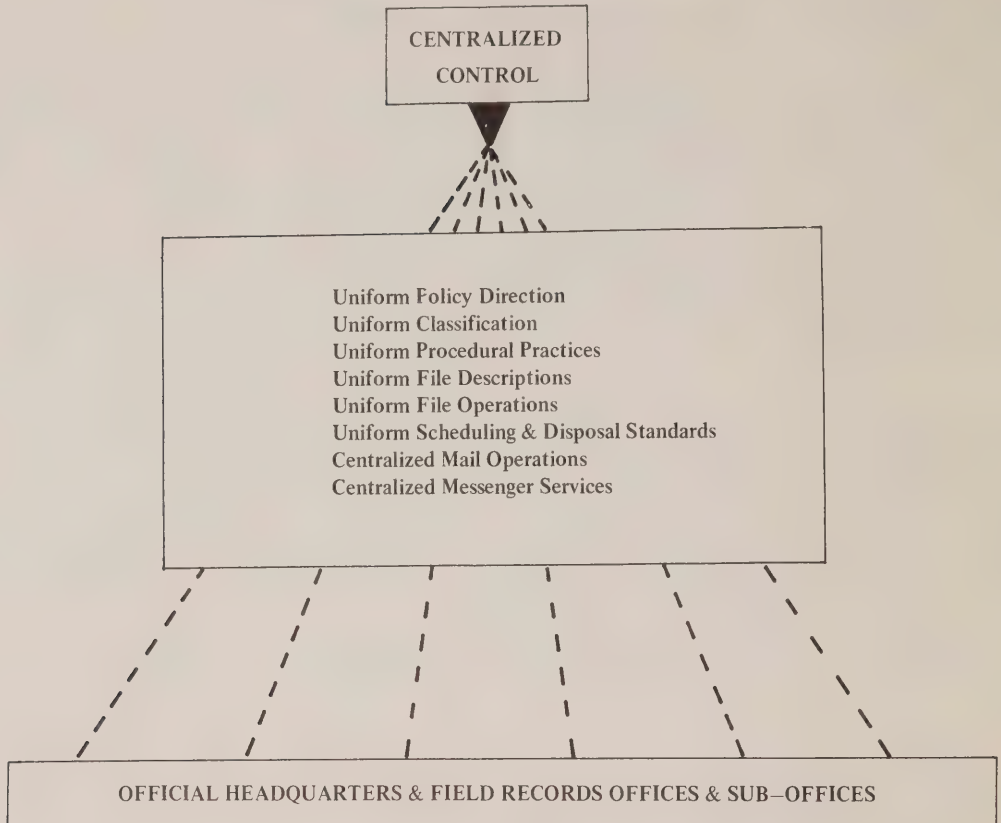 CENTRALIZED
CONTROL
Uniform Policy Direction
Uniform Classification
Uniform Procedural Practices
Uniform File Descriptions
Uniform File Operations
Uniform Scheduling & Disposal Standards
Centralized Mail Operations
Centralized Messenger Services
OFFICIAL HEADQUARTERS & FIELD RECORDS OFFICES & SUB-OFFICES